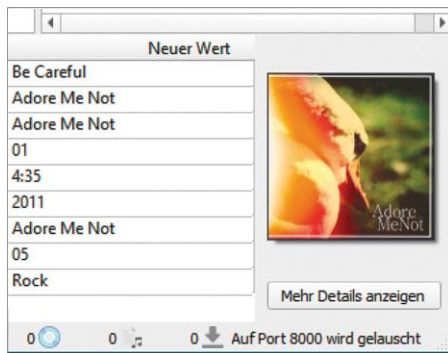 Neuer Wert
Be Careful
Adore Me Not
Adore Me Not
01
4:35
2011
Adore Me Not
05
Rock
Adore
MeNot
Mehr Details anzeigen
0 0 0 Auf Port 8000 wird gelauscht